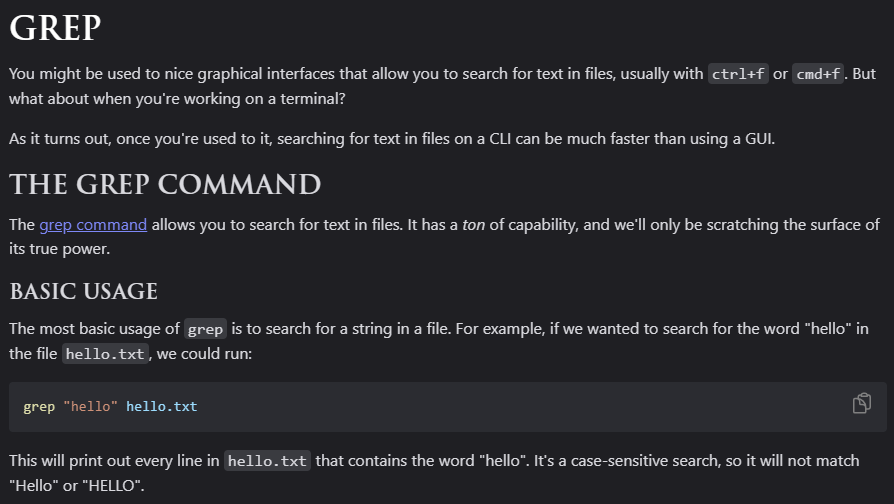 GREP
You might be used to nice graphical interfaces that allow you to search for text in files, usually with ctrl+f or cmd+f. But
what about when you're working on a terminal?
As it turns out, once you're used to it, searching for text in files on a CLI can be much faster than using a GUI.
THE GREP COMMAND
The grep command allows you to search for text in files. It has a ton of capability, and we'll only be scratching the surface of
its true power.
BASIC USAGE
The most basic usage of grep is to search for a string in a file. For example, if we wanted to search for the word "hello" in
the file hello.txt, we could run:
grep "hello" hello.txt
This will print out every line in hello.txt that contains the word "hello". It's a case-sensitive search, so it will not match
"Hello" or "HELLO".